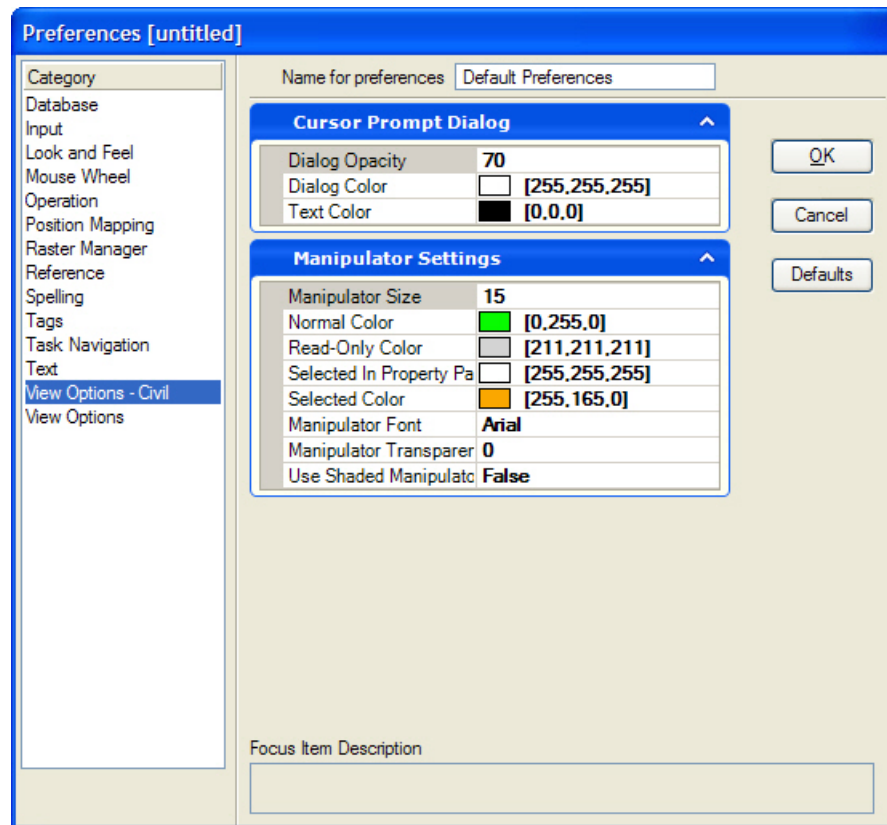 Preferences [untitled]
Category
Database
Input
Look and Feel
Mouse Wheel
Operation
Position Mapping
Raster Manager
Reference
Spelling
Tags
Task Navigation
Text
View Options - Civil
View Options
Name for preferences Default Preferences
Cursor Prompt Dialog
Dialog Opacity 70
Dialog Color [255,255,255]
Text Color [0,0,0]
Manipulator Settings
Manipulator Size 15
Normal Color [0,255,0]
Read-Only Color [211,211,211]
Selected In Property Pa [255,255,255]
Selected Color [255,165,0]
Manipulator Font Arial
Manipulator Transparer 0
Use Shaded Manipulatc False
OK
Cancel
Defaults
Focus Item Description